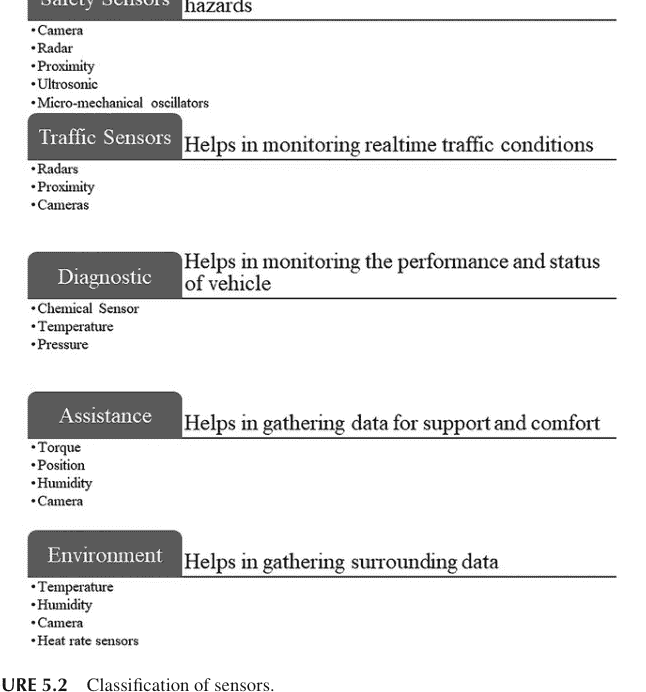 Safety Sensors
hazards
•Camera
•Radar
•Proximity
•Ultrosonic
•Micro-mechanical oscillators
Traffic Sensors
Helps in monitoring realtime traffic conditions
•Radars
•Proximity
•Cameras
Diagnostic
Helps in monitoring the performance and status
of vehicle
•Chemical Sensor
•Temperature
•Pressure
Assistance
Helps in gathering data for support and comfort
•Torque
•Position
•Humidity
•Camera
Environment
Helps in gathering surrounding data
•Temperature
•Humidity
•Camera
•Heat rate sensors
URE 5.2 Classification of sensors.